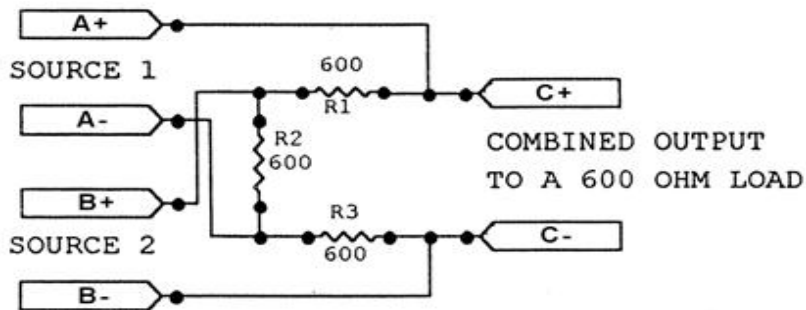 A+
SOURCE 1
600
R1
C+
A-
R2
600
COMBINED OUTPUT
TO A 600 OHM LOAD
B+
SOURCE 2
R3
600
C-
B-